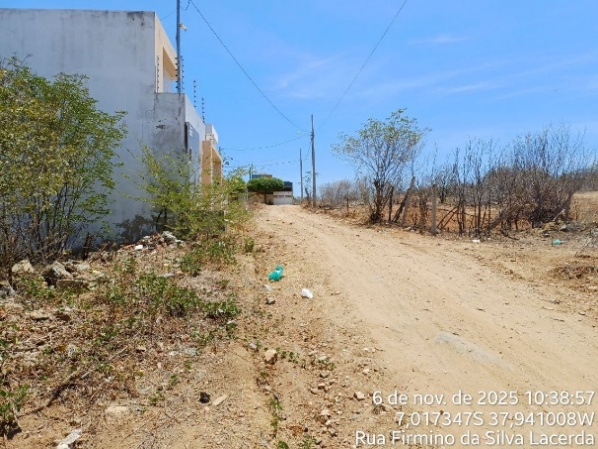 6 de nov. de 2025 10:38:57
7,017347S 37,941008W
Rua Firmino da Silva Lacerda